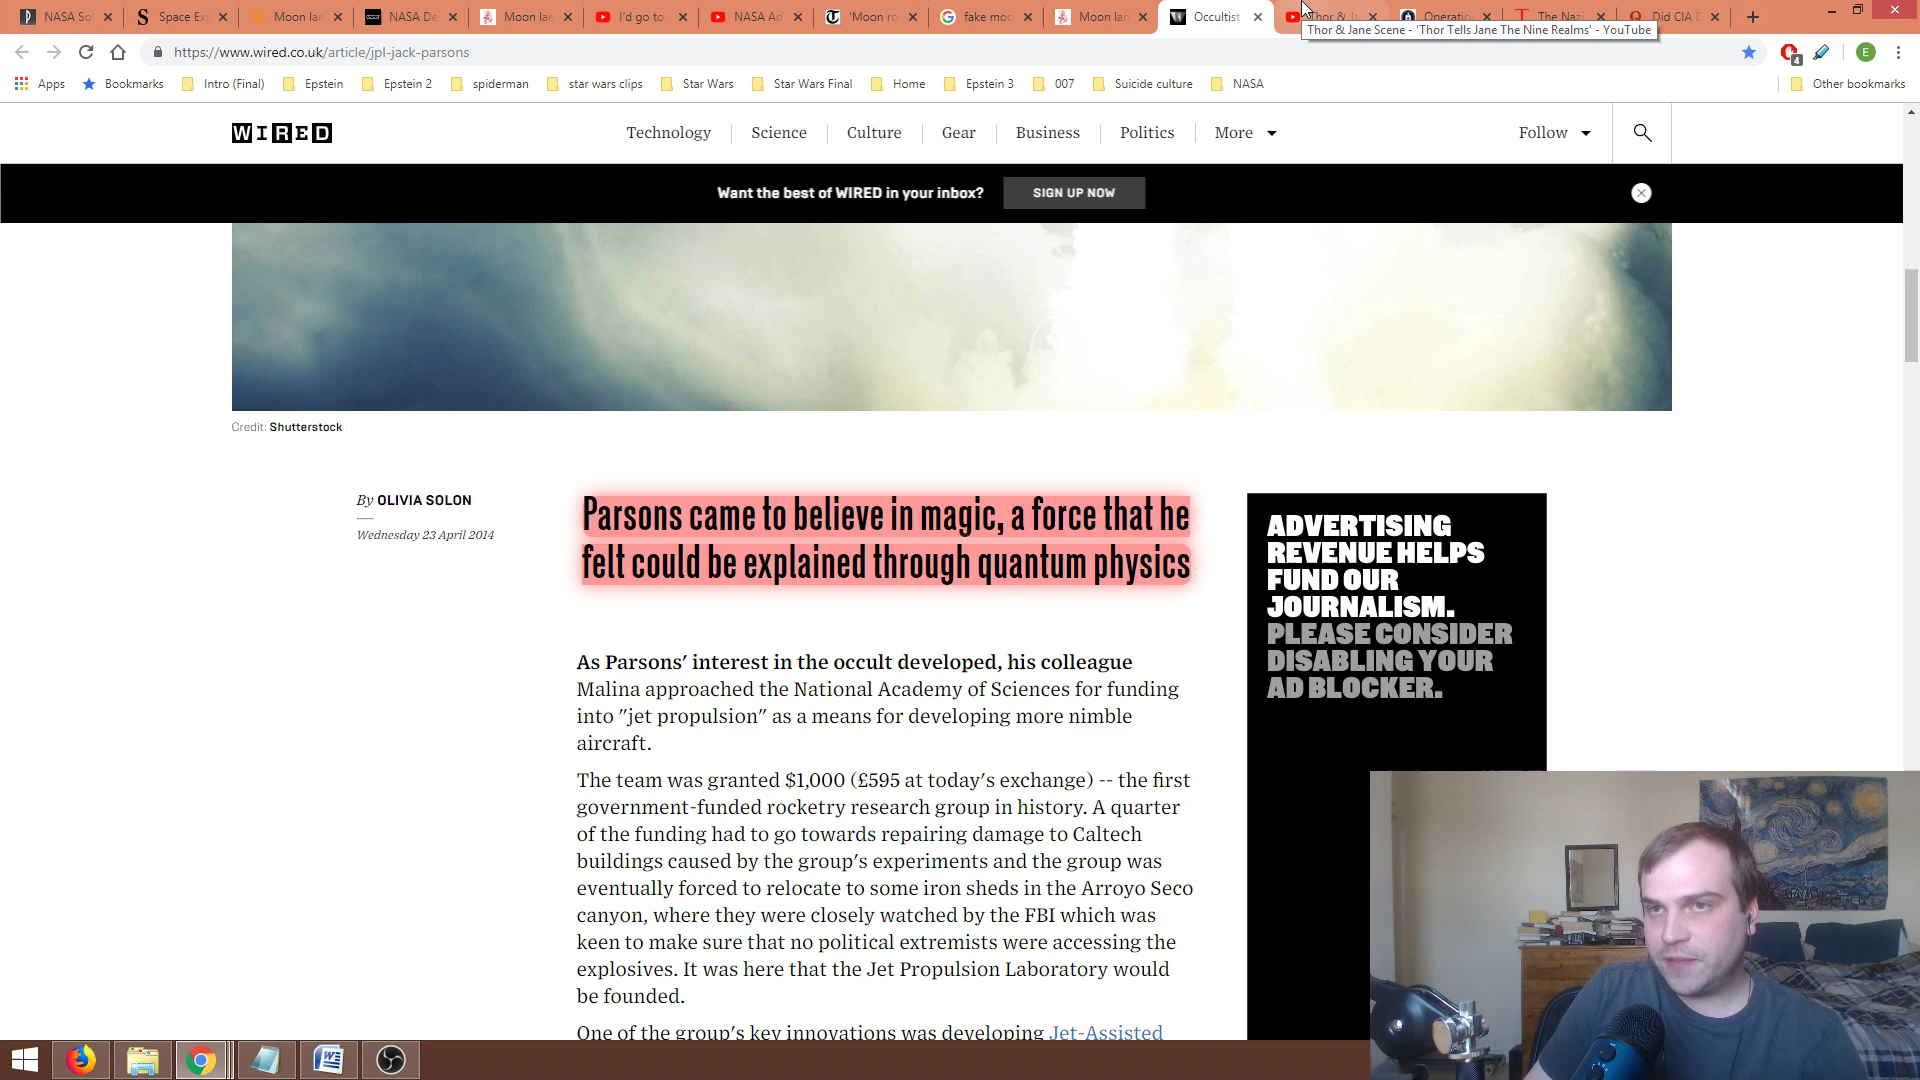 NASA So
Space Ex
Moon lan
NASA De
Moon lan
I'd go to
NASA Ad
'Moon ro
fake moo
Moon lan
Occultist
Thor & J
Operatio
The Nazi
Did CIA D
Thor & Jane Scene - 'Thor Tells Jane The Nine Realms' - YouTube
https://www.wired.co.uk/article/jpl-jack-parsons
4
E
Apps
Bookmarks
Intro (Final)
Epstein
Epstein 2
spiderman
star wars clips
Star Wars
Star Wars Final
Home
Epstein 3
007
Suicide culture
NASA
Other bookmarks
WIRED
Technology
Science
Culture
Gear
Business
Politics
More
Follow
Want the best of WIRED in your inbox?
SIGN UP NOW
Credit: Shutterstock
By OLIVIA SOLON
Wednesday 23 April 2014
Parsons came to believe in magic, a force that he
felt could be explained through quantum physics
As Parsons' interest in the occult developed, his colleague
Malina approached the National Academy of Sciences for funding
into "jet propulsion" as a means for developing more nimble
aircraft.
The team was granted $1,000 (£595 at today's exchange) -- the first
government-funded rocketry research group in history. A quarter
of the funding had to go towards repairing damage to Caltech
buildings caused by the group's experiments and the group was
eventually forced to relocate to some iron sheds in the Arroyo Seco
canyon, where they were closely watched by the FBI which was
keen to make sure that no political extremists were accessing the
explosives. It was here that the Jet Propulsion Laboratory would
be founded.
One of the group's key innovations was developing Jet-Assisted
ADVERTISING
REVENUE HELPS
FUND OUR
JOURNALISM.
PLEASE CONSIDER
DISABLING YOUR
AD BLOCKER.